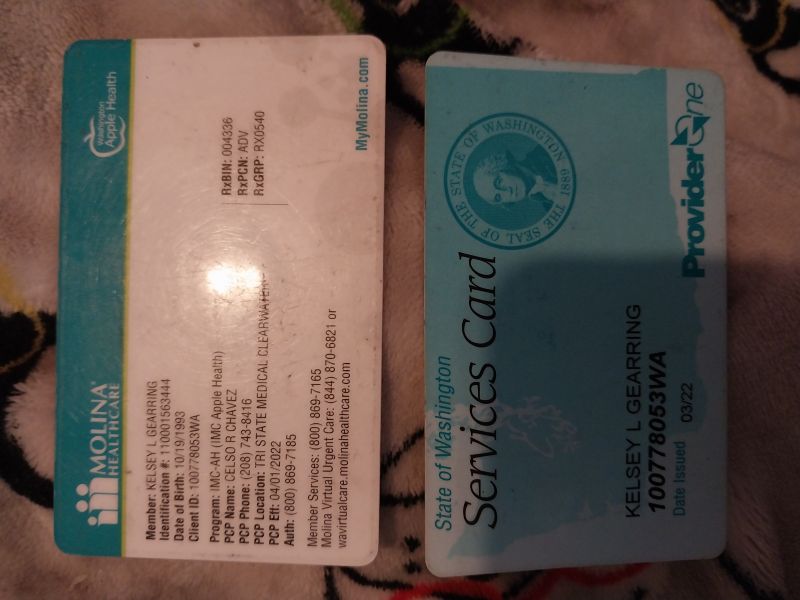 MOLINA
HEALTHCARE
Washington
Apple Health
Member: KELSEY L GEARRING
Identification #: 110001563444
Date of Birth: 10/19/1993
Client ID: 100778053WA
Program: IMC-AH (IMC Apple Health)
PCP Name: CELSO R CHAVEZ
PCP Phone: (208) 743-8416
PCP Location: TRI STATE MEDICAL CLEARWATER
PCP Eff: 04/01/2022
Auth: (800) 869-7185
RxBIN: 004336
RxPCN: ADV
RxGRP: RX0540
Member Services: (800) 869-7165
Molina Virtual Urgent Care: (844) 870-6821 or
wavirtualcare.molinahealthcare.com
MyMolina.com
State of Washington
Services Card
THE SEAL OF THE STATE OF WASHINGTON
1889
KELSEY L GEARRING
100778053WA
Date Issued 03/22
ProviderOne